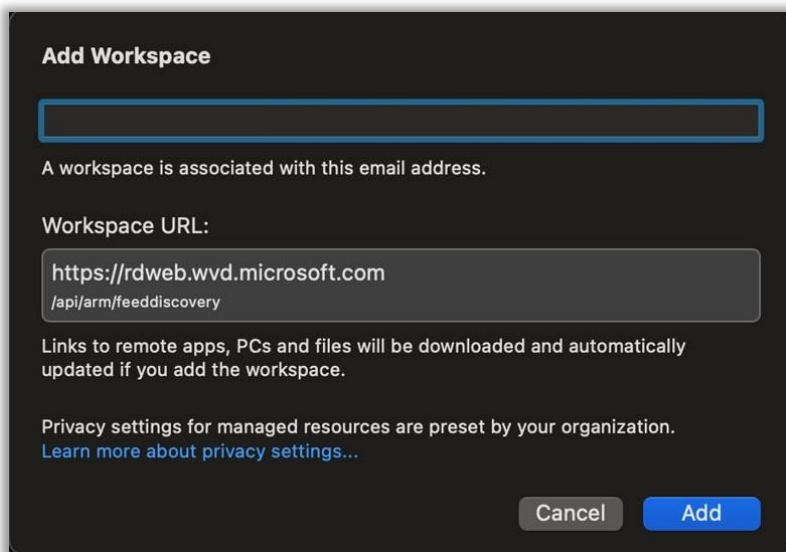 Add Workspace
A workspace is associated with this email address.
Workspace URL:
https://rdweb.wvd.microsoft.com
/api/arm/feeddiscovery
Links to remote apps, PCs and files will be downloaded and automatically
updated if you add the workspace.
Privacy settings for managed resources are preset by your organization.
Learn more about privacy settings...
Cancel Add